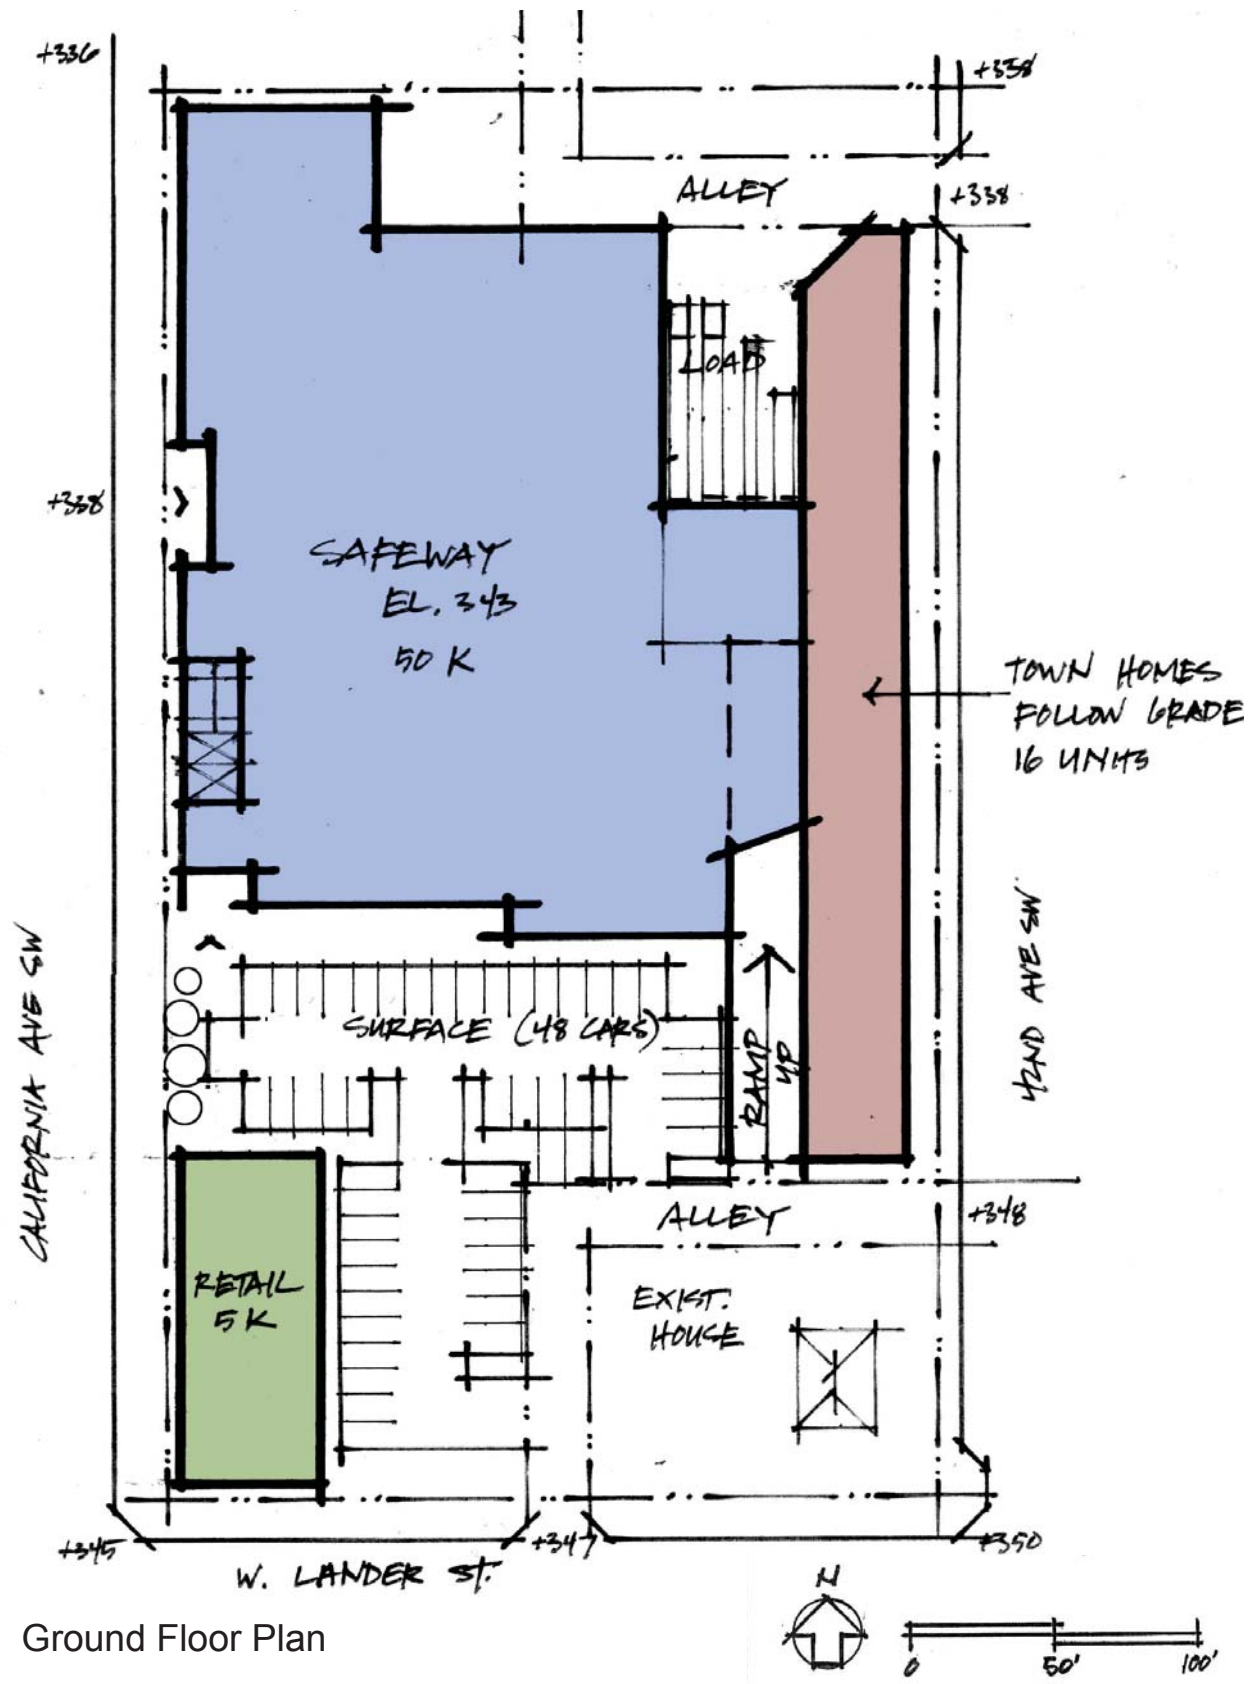 +336
+338
ALLEY
+338
LOAD
+338
SAFEWAY
EL. 343
50 K
TOWN HOMES
FOLLOW GRADE
16 UNITS
CALIFORNIA AVE SW
42ND AVE SW
SURFACE (48 CARS)
RAMP
UP
ALLEY
+348
RETAIL
5 K
EXIST.
HOUSE
+345
+347
+350
W. LANDER ST.
N
Ground Floor Plan
0 50' 100'